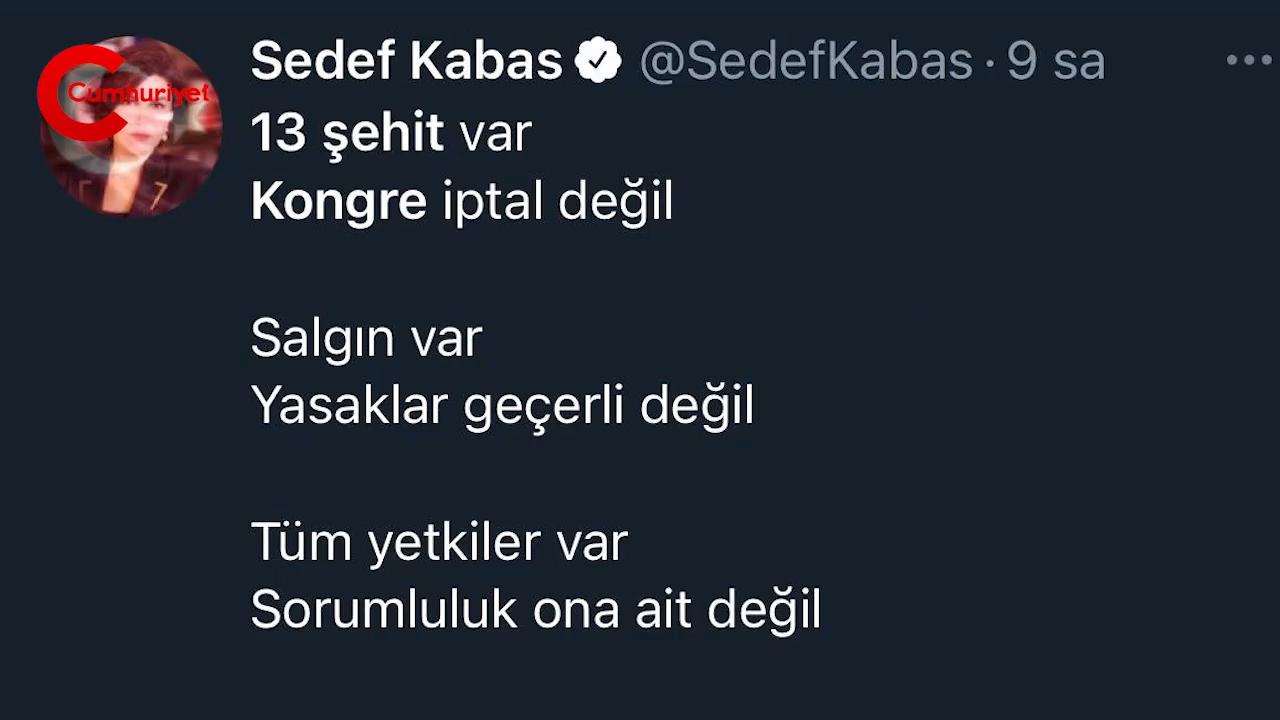 Cumhuriyet
Sedef Kabas @SedefKabas · 9 sa
13 şehit var
Kongre iptal değil
Salgın var
Yasaklar geçerli değil
Tüm yetkiler var
Sorumluluk ona ait değil